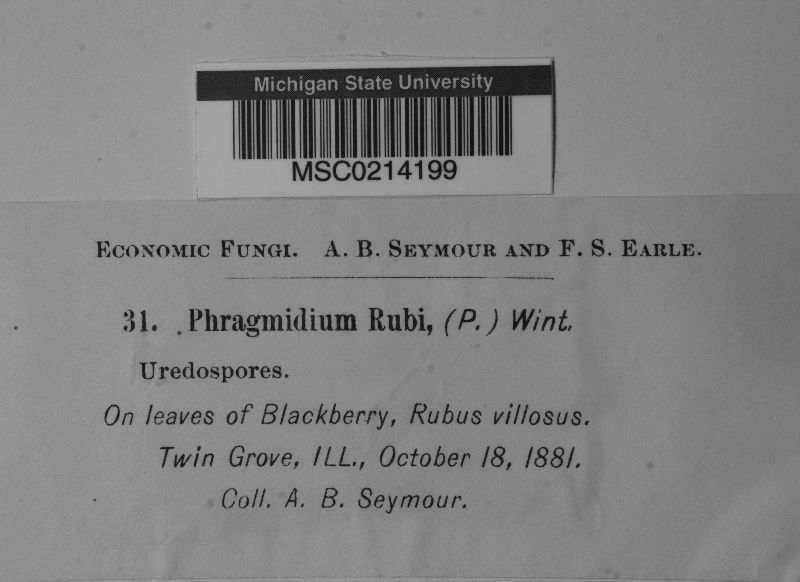 Michigan State University
MSC0214199
ECONOMIC FUNGI. A. B. SEYMOUR AND F. S. EARLE.
31. Phragmidium Rubi, (P.) Wint.
Uredospores.
On leaves of Blackberry, Rubus villosus.
Twin Grove, ILL., October 18, 1881.
Coll. A. B. Seymour.